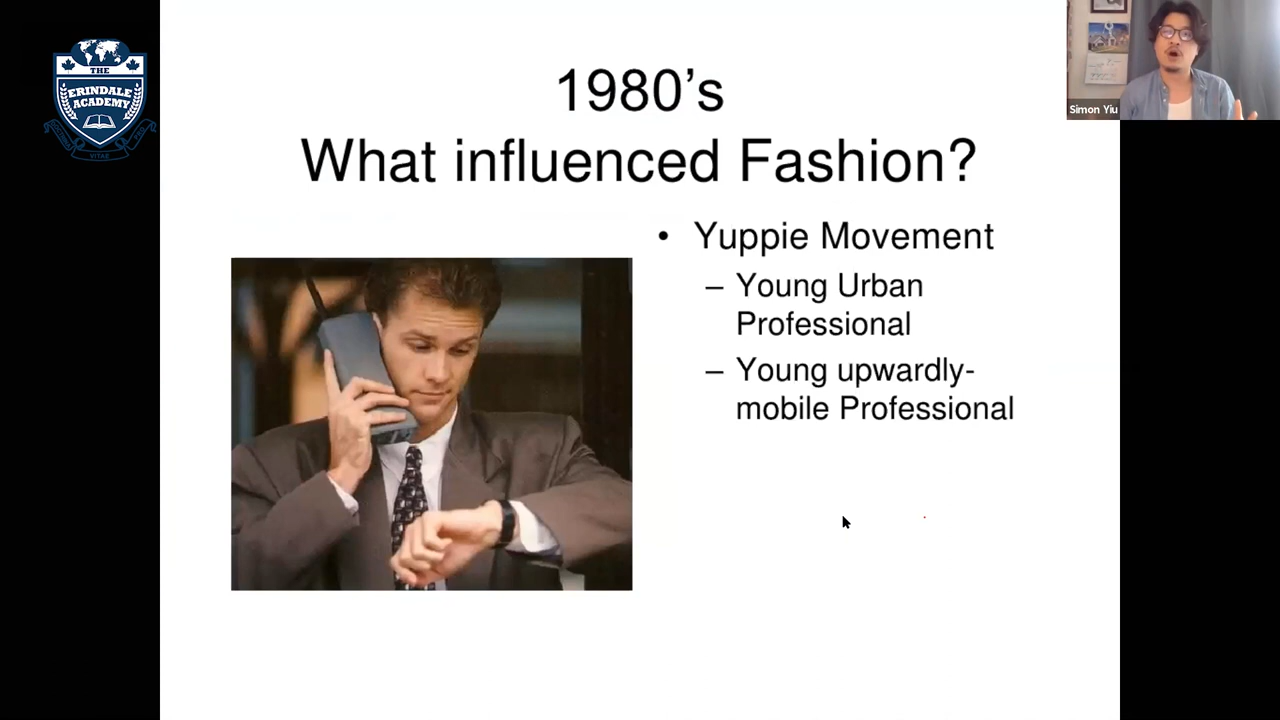 THE
ERINDALE
ACADEMY
VITAE
Simon Yiu
1980’s
What influenced Fashion?
• Yuppie Movement
– Young Urban
Professional
– Young upwardly-
mobile Professional